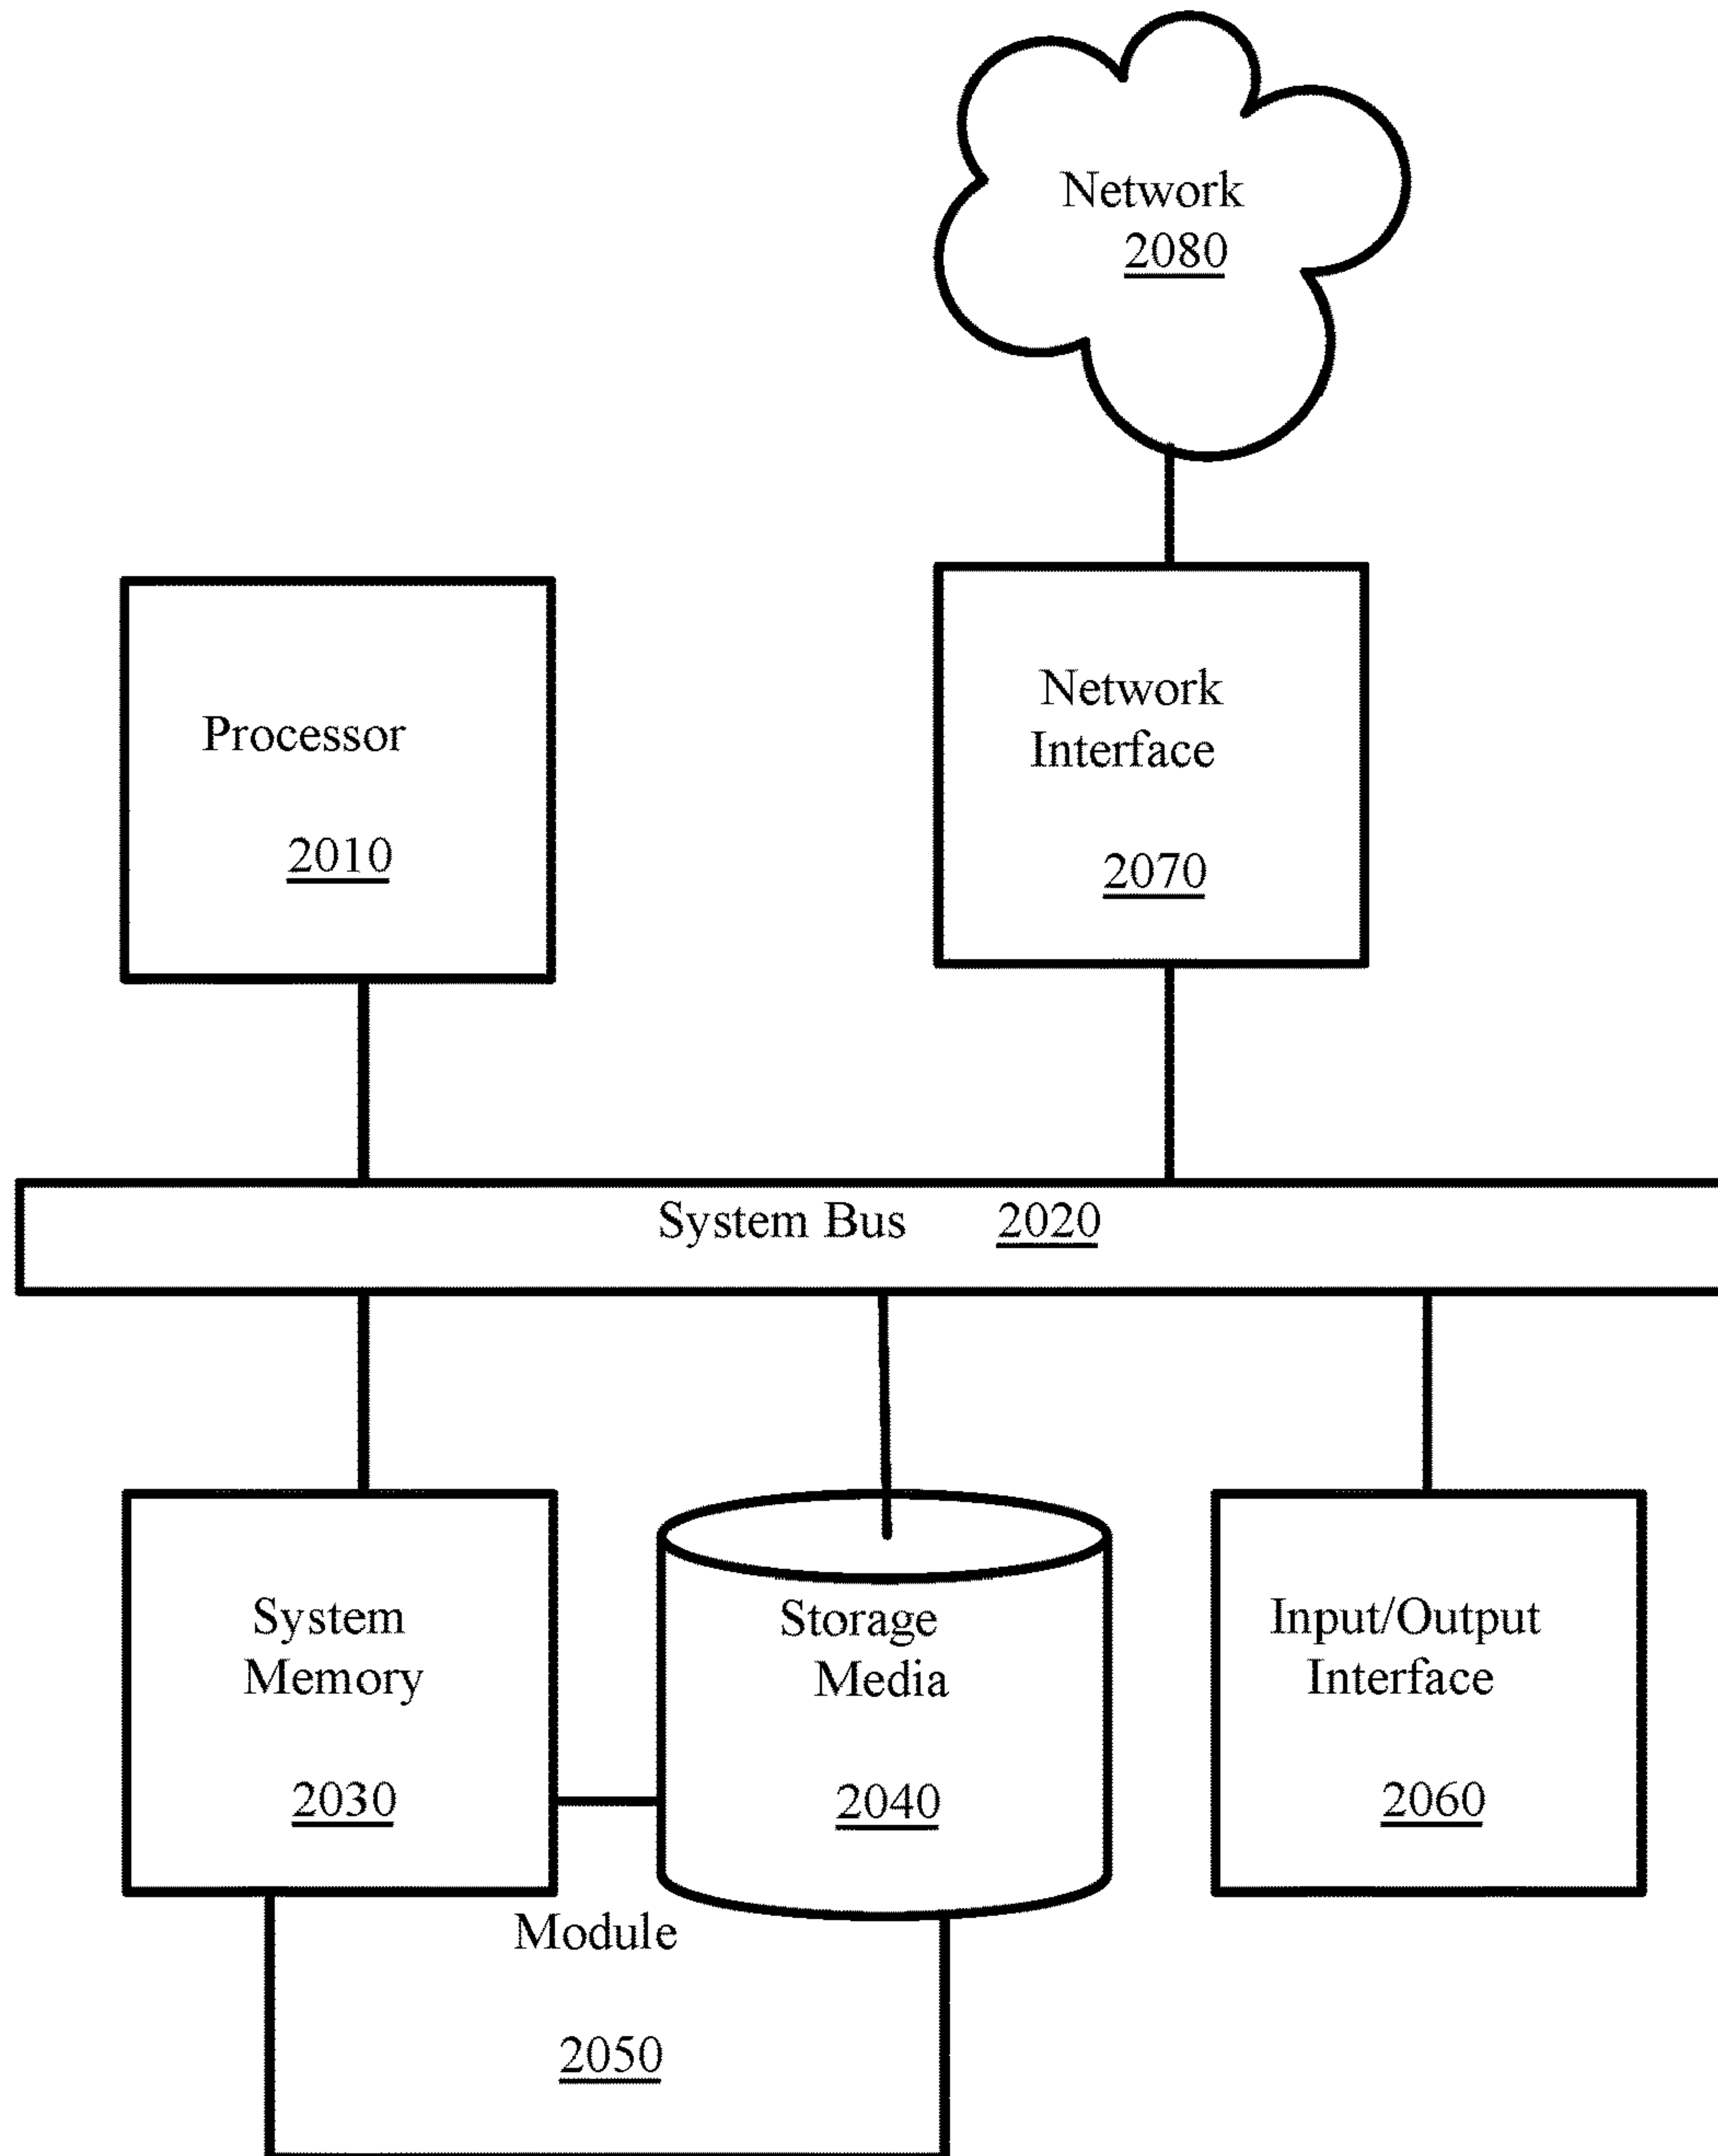 Network
2080
Processor
2010
Network
Interface
2070
System Bus 2020
System
Memory
2030
Storage
Media
2040
Input/Output
Interface
2060
Module
2050